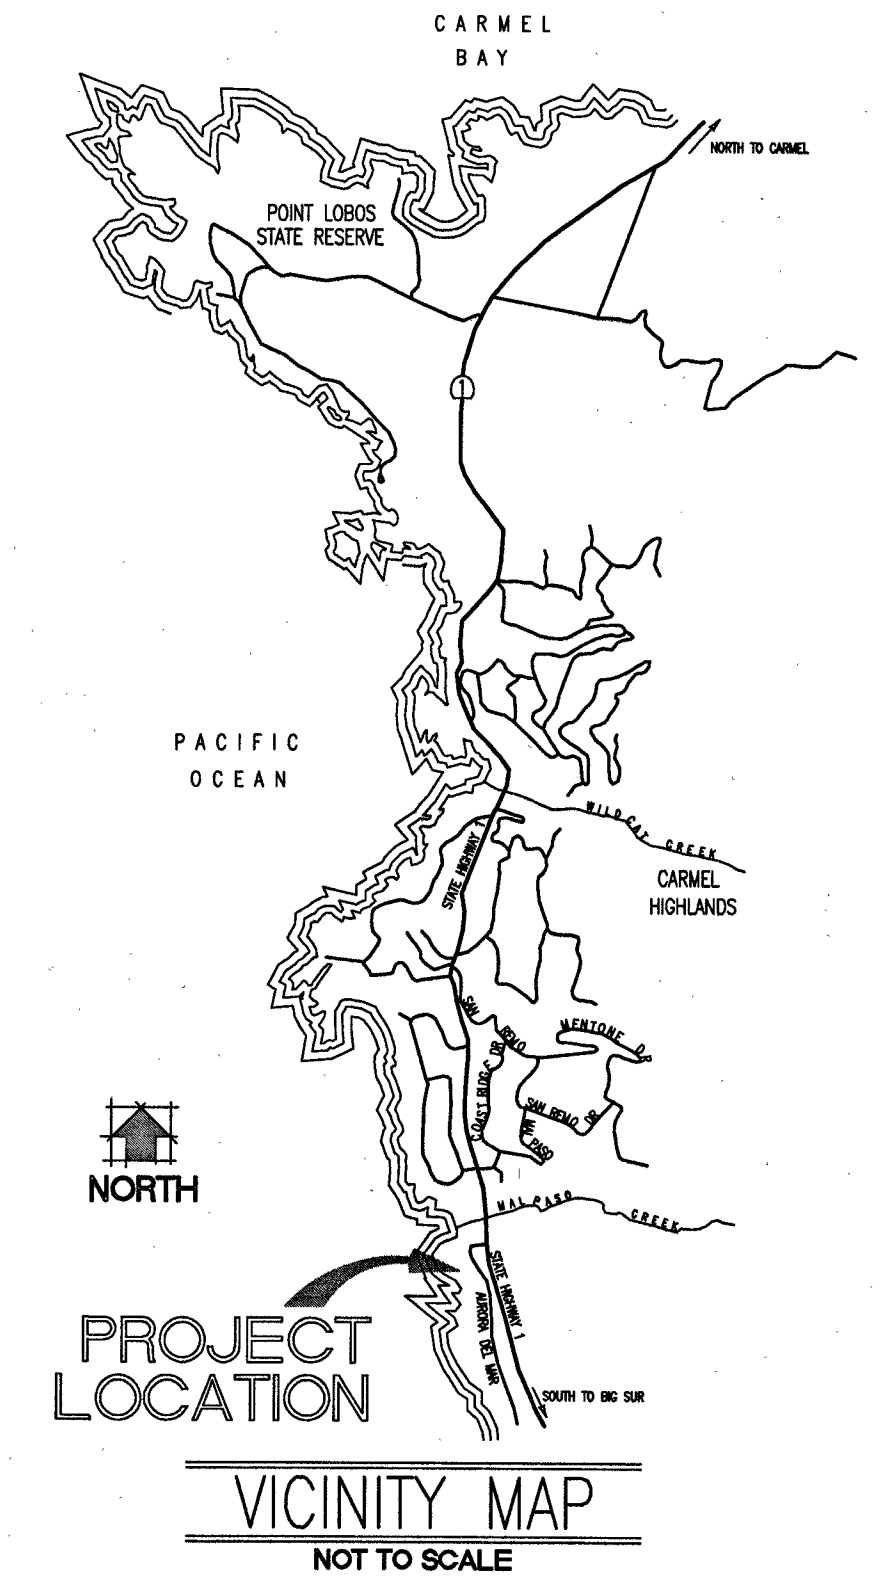 CARMEL
BAY
NORTH TO CARMEL
POINT LOBOS
STATE RESERVE
1
PACIFIC
OCEAN
WILDCAT CREEK
STATE HIGHWAY 1
CARMEL
HIGHLANDS
SAN REMO
MENTONE DR
COAST RIDGE DR
SAN REMO DR
MAL PASO
NORTH
MAL PASO CREEK
STATE HIGHWAY 1
AURORA DEL MAR
PROJECT
LOCATION
SOUTH TO BIG SUR
VICINITY MAP
NOT TO SCALE